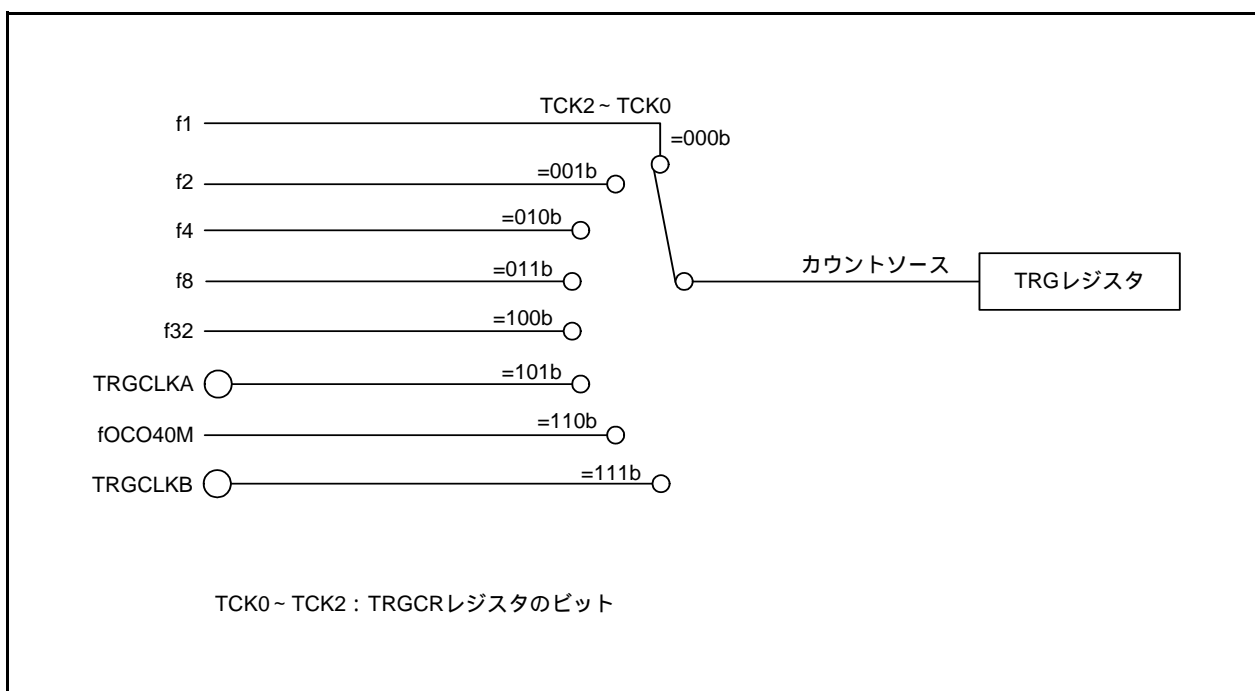 TCK2~TCK0
f1
=000b
f2
=001b
f4
=010b
f8
=011b
カウントソース
TRGレジスタ
f32
=100b
TRGCLKA
=101b
fOCO40M
=110b
TRGCLKB
=111b
TCK0~TCK2:TRGCRレジスタのビット